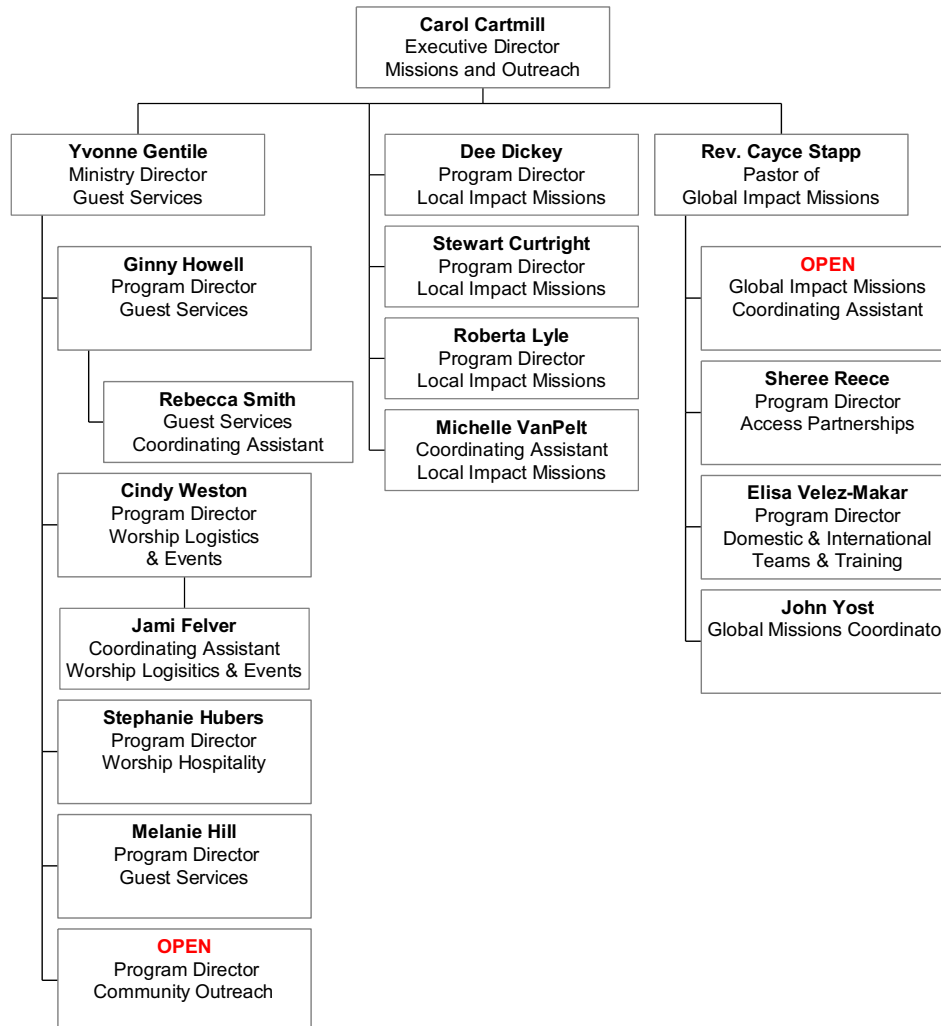 Carol Cartmill
Executive Director
Missions and Outreach
Yvonne Gentile
Ministry Director
Guest Services
Ginny Howell
Program Director
Guest Services
Rebecca Smith
Guest Services
Coordinating Assistant
Cindy Weston
Program Director
Worship Logistics
& Events
Jami Felver
Coordinating Assistant
Worship Logisitics & Events
Stephanie Hubers
Program Director
Worship Hospitality
Melanie Hill
Program Director
Guest Services
OPEN
Program Director
Community Outreach
Dee Dickey
Program Director
Local Impact Missions
Stewart Curtright
Program Director
Local Impact Missions
Roberta Lyle
Program Director
Local Impact Missions
Michelle VanPelt
Coordinating Assistant
Local Impact Missions
Rev. Cayce Stapp
Pastor of
Global Impact Missions
OPEN
Global Impact Missions
Coordinating Assistant
Sheree Reece
Program Director
Access Partnerships
Elisa Velez-Makar
Program Director
Domestic & International
Teams & Training
John Yost
Global Missions Coordinato